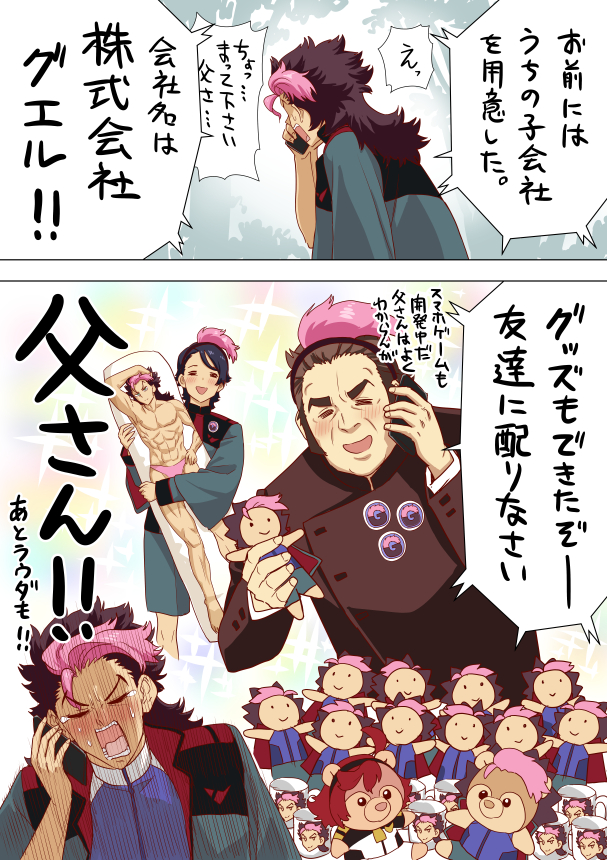 お前には
うちの子会社
を用意した。
えっ
ちょっ…
まって下さい
父さ…
会社名は
株式会社
グエル!!
グッズもできたぞー
友達に配りなさい
スマホゲームも
開発中だ
父さんはよく
わからんが
父さん!!
あとラウダも!!
G
G
G